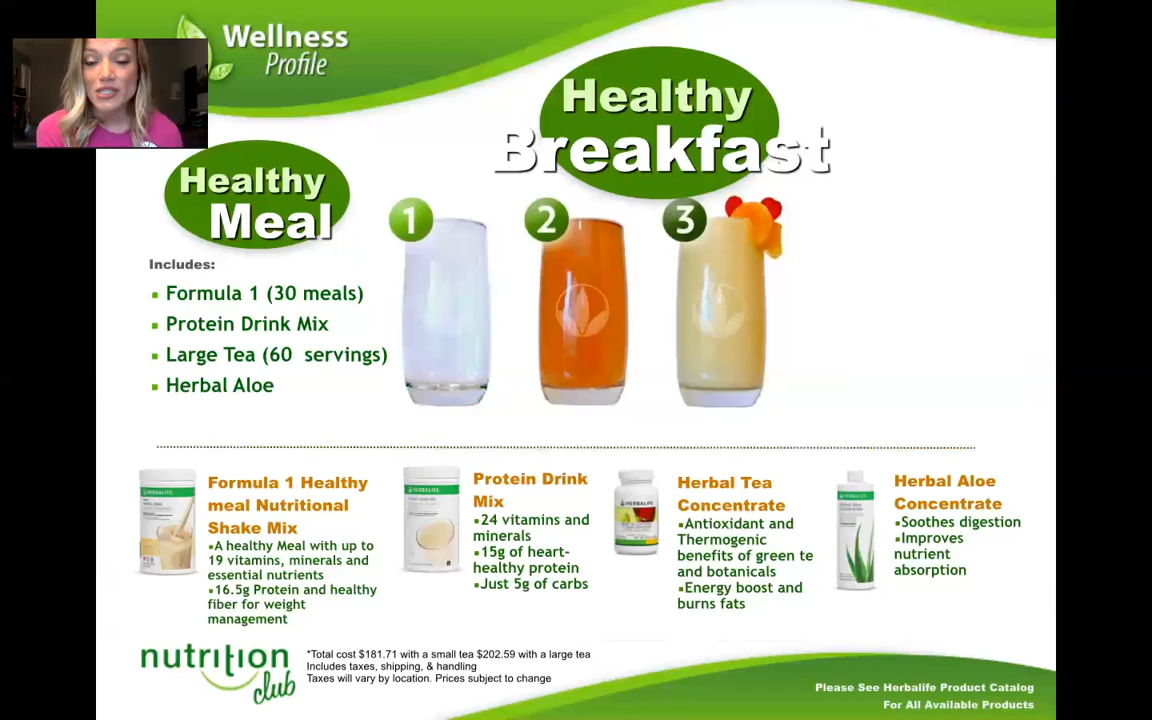 Wellness
Profile
Healthy
Breakfast
Healthy
Meal
1
2
3
Includes:
▪ Formula 1 (30 meals)
▪ Protein Drink Mix
▪ Large Tea (60 servings)
▪ Herbal Aloe
Formula 1 Healthy
meal Nutritional
Shake Mix
▪A healthy Meal with up to
19 vitamins, minerals and
essential nutrients
▪16.5g Protein and healthy
fiber for weight
management
Protein Drink
Mix
▪24 vitamins and
minerals
▪15g of heart-
healthy protein
▪Just 5g of carbs
Herbal Tea
Concentrate
▪Antioxidant and
Thermogenic
benefits of green te
and botanicals
▪Energy boost and
burns fats
Herbal Aloe
Concentrate
▪Soothes digestion
▪Improves
nutrient
absorption
HERBALIFE
HERBALIFE
HERBALIFE
HERBALIFE
nutrition
club
*Total cost $181.71 with a small tea $202.59 with a large tea
Includes taxes, shipping, & handling
Taxes will vary by location. Prices subject to change
Please See Herbalife Product Catalog
For All Available Products